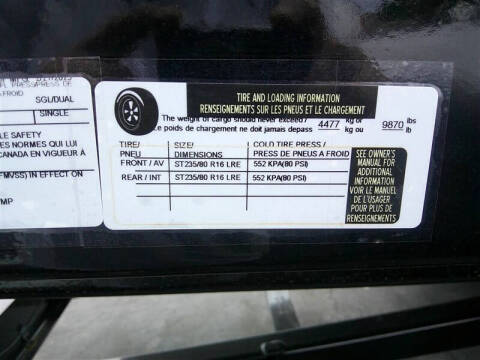 SGL/DUAL
SINGLE
LE SAFETY
DES NORMES QUI LUI
CANADA EN VIGUEUR À
FMVSS) IN EFFECT
MP
TIRE AND LOADING INFORMATION
RENSEIGNEMENTS SUR LES PNEUS ET LE CHARGEMENT
The weight of cargo should never exceed / 4477 kg or 9870 lbs
Le poids de chargement ne doit jamais depass kg ou lb
TIRE/ SIZE/ COLD TIRE PRESS /
PNEU DIMENSIONS PRESS DE PNEUS A FROID
FRONT / AV ST235/80 R16 LRE 552 KPA(80 PSI)
REAR / INT ST235/80 R16 LRE 552 KPA(80 PSI)
SEE OWNER'S
MANUAL FOR
ADDITIONAL
INFORMATION
VOIR LE MANUEL
DE L'USAGER
POUR PLUS DE
RENSEIGNEMENTS